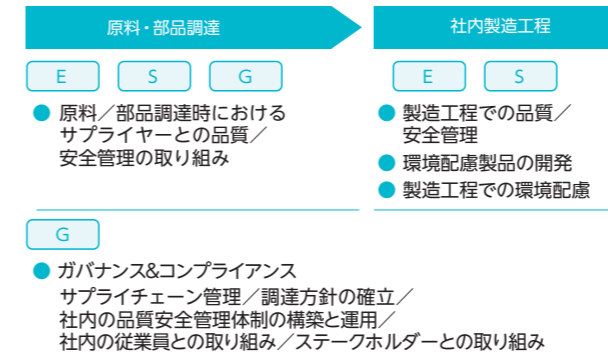 原料・部品調達
社内製造工程
E S G
E S
● 原料／部品調達時における
サプライヤーとの品質／
安全管理の取り組み
● 製造工程での品質／
安全管理
● 環境配慮製品の開発
● 製造工程での環境配慮
G
● ガバナンス&コンプライアンス
サプライチェーン管理／調達方針の確立／
社内の品質安全管理体制の構築と運用／
社内の従業員との取り組み／ステークホルダーとの取り組み